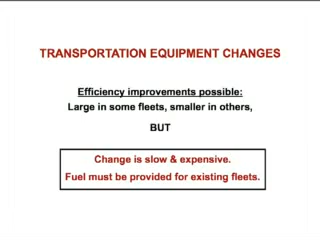 TRANSPORTATION EQUIPMENT CHANGES
Efficiency improvements possible:
Large in some fleets, smaller in others,
BUT
Change is slow & expensive.
Fuel must be provided for existing fleets.